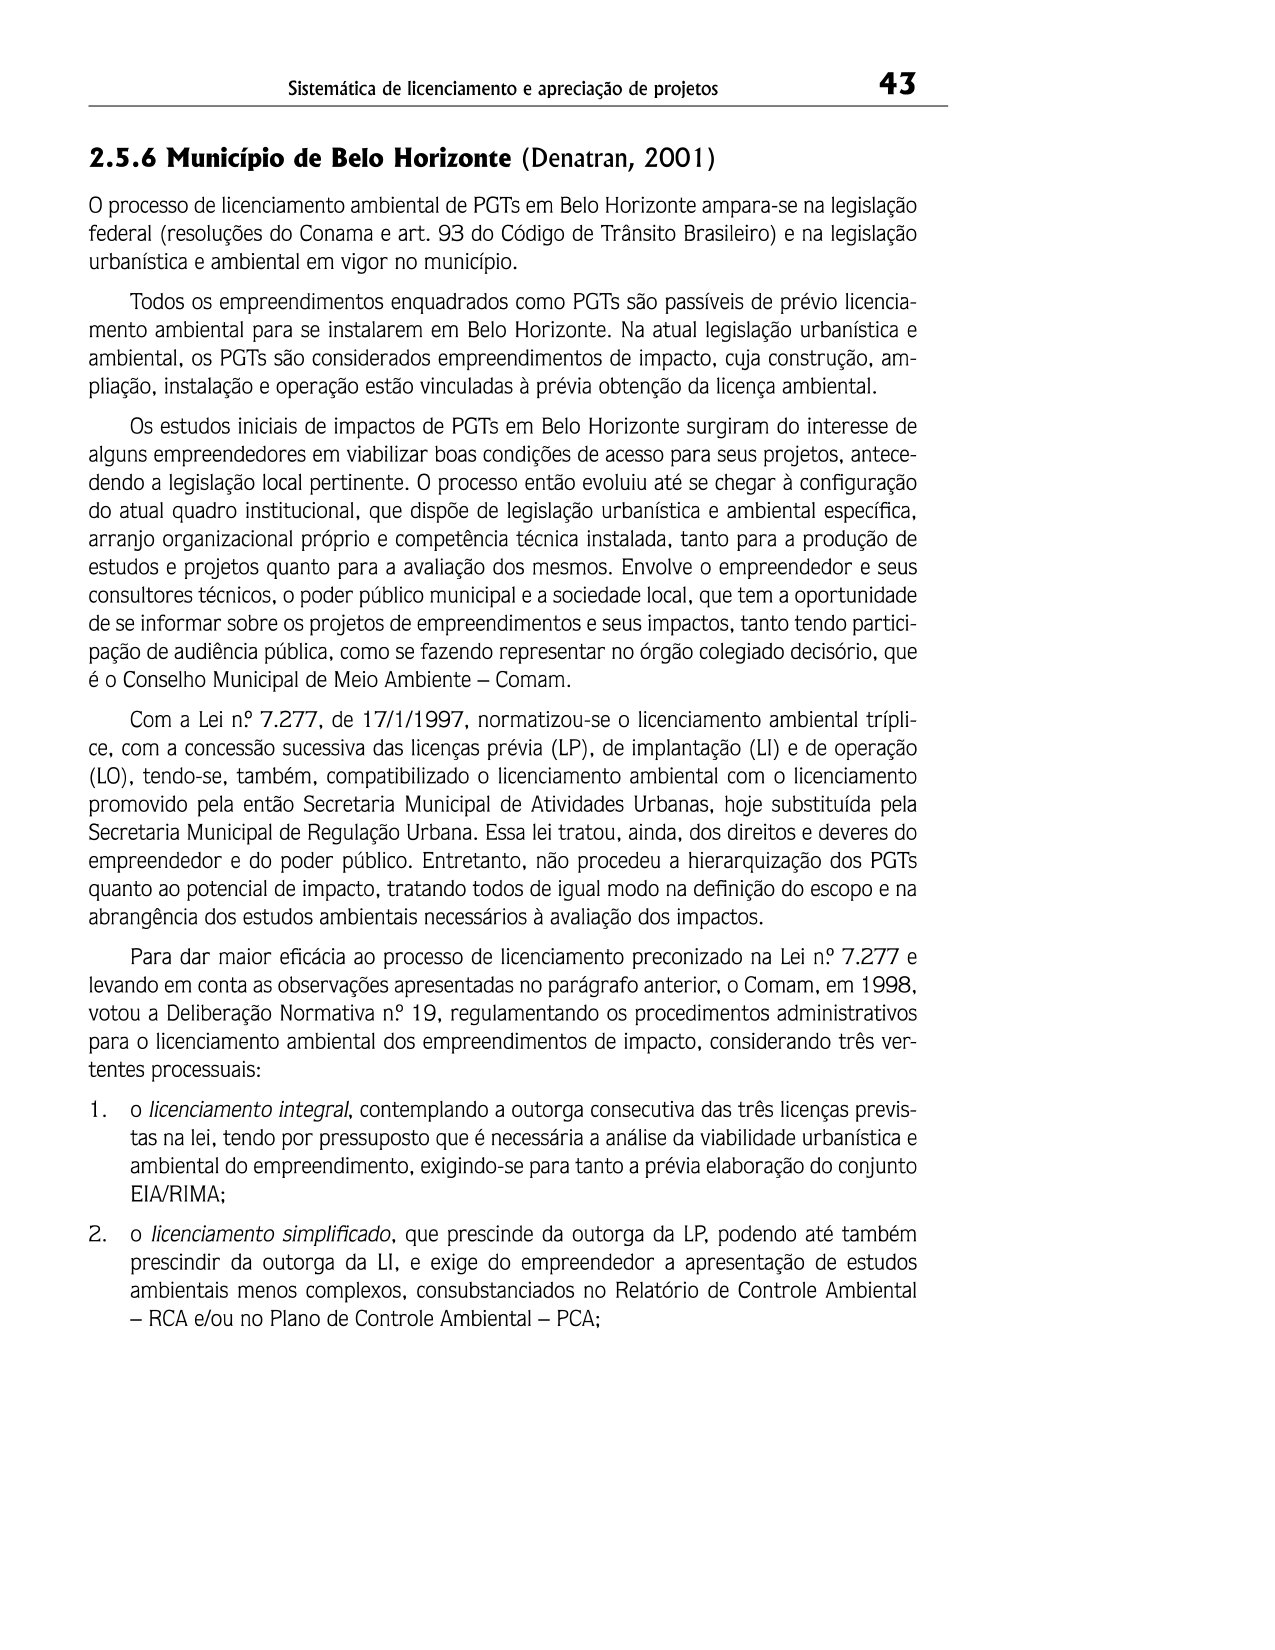 Sistemática de licenciamento e apreciação de projetos 43
2.5.6 Município de Belo Horizonte (Denatran, 2001)
O processo de licenciamento ambiental de PGTs em Belo Horizonte ampara-se na legislação
federal (resoluções do Conama e art. 93 do Código de Trânsito Brasileiro) e na legislação
urbanística e ambiental em vigor no município.
Todos os empreendimentos enquadrados como PGTs são passíveis de prévio licencia-
mento ambiental para se instalarem em Belo Horizonte. Na atual legislação urbanística e
ambiental, os PGTs são considerados empreendimentos de impacto, cuja construção, am-
pliação, instalação e operação estão vinculadas à prévia obtenção da licença ambiental.
Os estudos iniciais de impactos de PGTs em Belo Horizonte surgiram do interesse de
alguns empreendedores em viabilizar boas condições de acesso para seus projetos, antece-
dendo a legislação local pertinente. O processo então evoluiu até se chegar à configuração
do atual quadro institucional, que dispõe de legislação urbanística e ambiental específica,
arranjo organizacional próprio e competência técnica instalada, tanto para a produção de
estudos e projetos quanto para a avaliação dos mesmos. Envolve o empreendedor e seus
consultores técnicos, o poder público municipal e a sociedade local, que tem a oportunidade
de se informar sobre os projetos de empreendimentos e seus impactos, tanto tendo partici-
pação de audiência pública, como se fazendo representar no órgão colegiado decisório, que
é o Conselho Municipal de Meio Ambiente – Comam.
Com a Lei n.º 7.277, de 17/1/1997, normatizou-se o licenciamento ambiental trípli-
ce, com a concessão sucessiva das licenças prévia (LP), de implantação (LI) e de operação
(LO), tendo-se, também, compatibilizado o licenciamento ambiental com o licenciamento
promovido pela então Secretaria Municipal de Atividades Urbanas, hoje substituída pela
Secretaria Municipal de Regulação Urbana. Essa lei tratou, ainda, dos direitos e deveres do
empreendedor e do poder público. Entretanto, não procedeu a hierarquização dos PGTs
quanto ao potencial de impacto, tratando todos de igual modo na definição do escopo e na
abrangência dos estudos ambientais necessários à avaliação dos impactos.
Para dar maior eficácia ao processo de licenciamento preconizado na Lei n.º 7.277 e
levando em conta as observações apresentadas no parágrafo anterior, o Comam, em 1998,
votou a Deliberação Normativa n.º 19, regulamentando os procedimentos administrativos
para o licenciamento ambiental dos empreendimentos de impacto, considerando três ver-
tentes processuais:
1. o licenciamento integral, contemplando a outorga consecutiva das três licenças previs-
tas na lei, tendo por pressuposto que é necessária a análise da viabilidade urbanística e
ambiental do empreendimento, exigindo-se para tanto a prévia elaboração do conjunto
EIA/RIMA;
2. o licenciamento simplificado, que prescinde da outorga da LP, podendo até também
prescindir da outorga da LI, e exige do empreendedor a apresentação de estudos
ambientais menos complexos, consubstanciados no Relatório de Controle Ambiental
– RCA e/ou no Plano de Controle Ambiental – PCA;